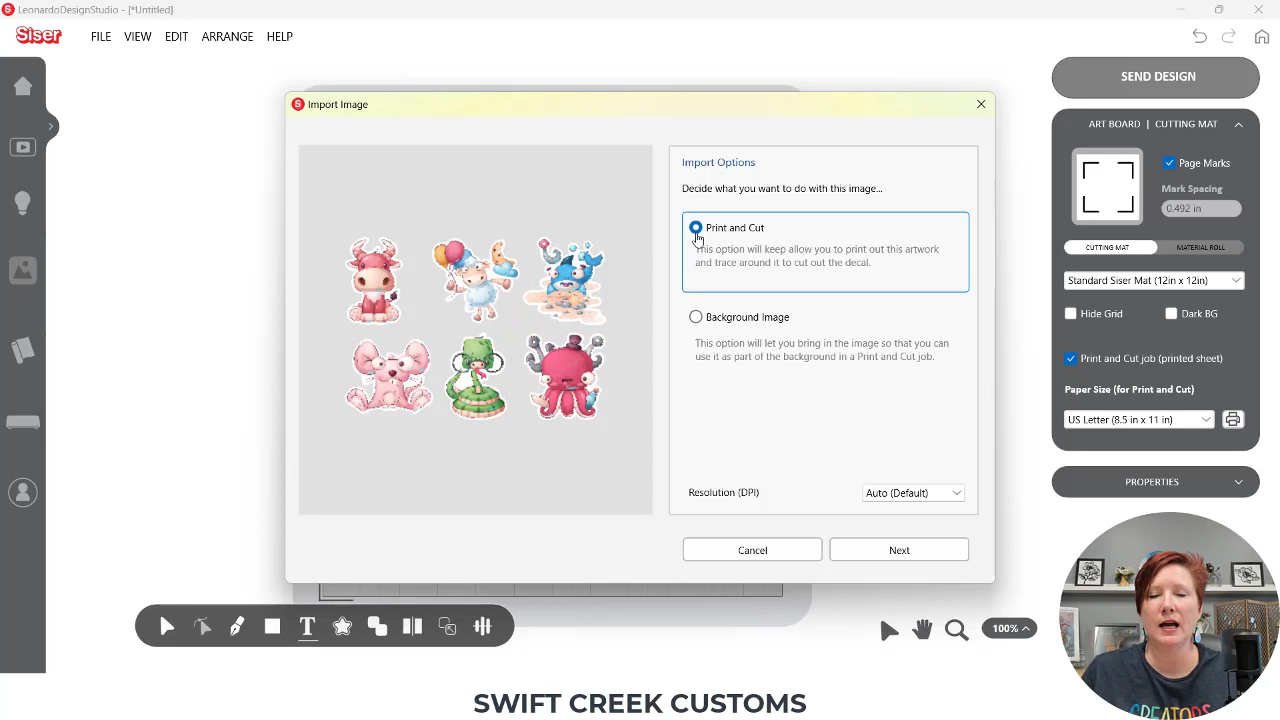 LeonardoDesignStudio - [*Untitled]
Siser
FILE VIEW EDIT ARRANGE HELP
SEND DESIGN
Import Image
ART BOARD | CUTTING MAT
Import Options
Page Marks
Decide what you want to do with this image...
Mark Spacing
0.492 in
Print and Cut
This option will keep allow you to print out this artwork
and trace around it to cut out the decal.
CUTTING MAT MATERIAL ROLL
Standard Siser Mat (12in x 12in)
Background Image
Hide Grid Dark BG
This option will let you bring in the image so that you can
use it as part of the background in a Print and Cut job.
Print and Cut job (printed sheet)
Paper Size (for Print and Cut)
US Letter (8.5 in x 11 in)
Resolution (DPI) Auto (Default)
PROPERTIES
Cancel Next
T
100%
CREATORS
SWIFT CREEK CUSTOMS